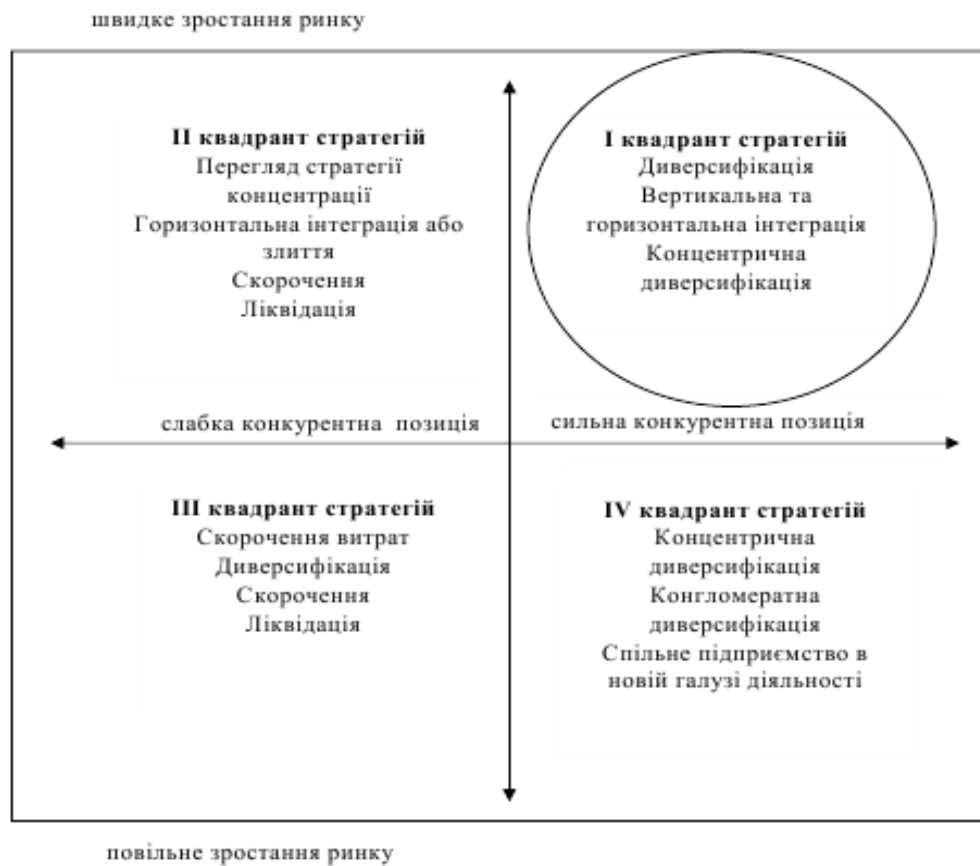 швидке зростання ринку
II квадрант стратегій
Перегляд стратегії
концентрації
Горизонтальна інтеграція або
злиття
Скорочення
Ліквідація
I квадрант стратегій
Диверсифікація
Вертикальна та
горизонтальна інтеграція
Концентрична
диверсифікація
слабка конкурентна позиція
сильна конкурентна позиція
III квадрант стратегій
Скорочення витрат
Диверсифікація
Скорочення
Ліквідація
IV квадрант стратегій
Концентрична
диверсифікація
Конгломератна
диверсифікація
Спільне підприємство в
новій галузі діяльності
повільне зростання ринку